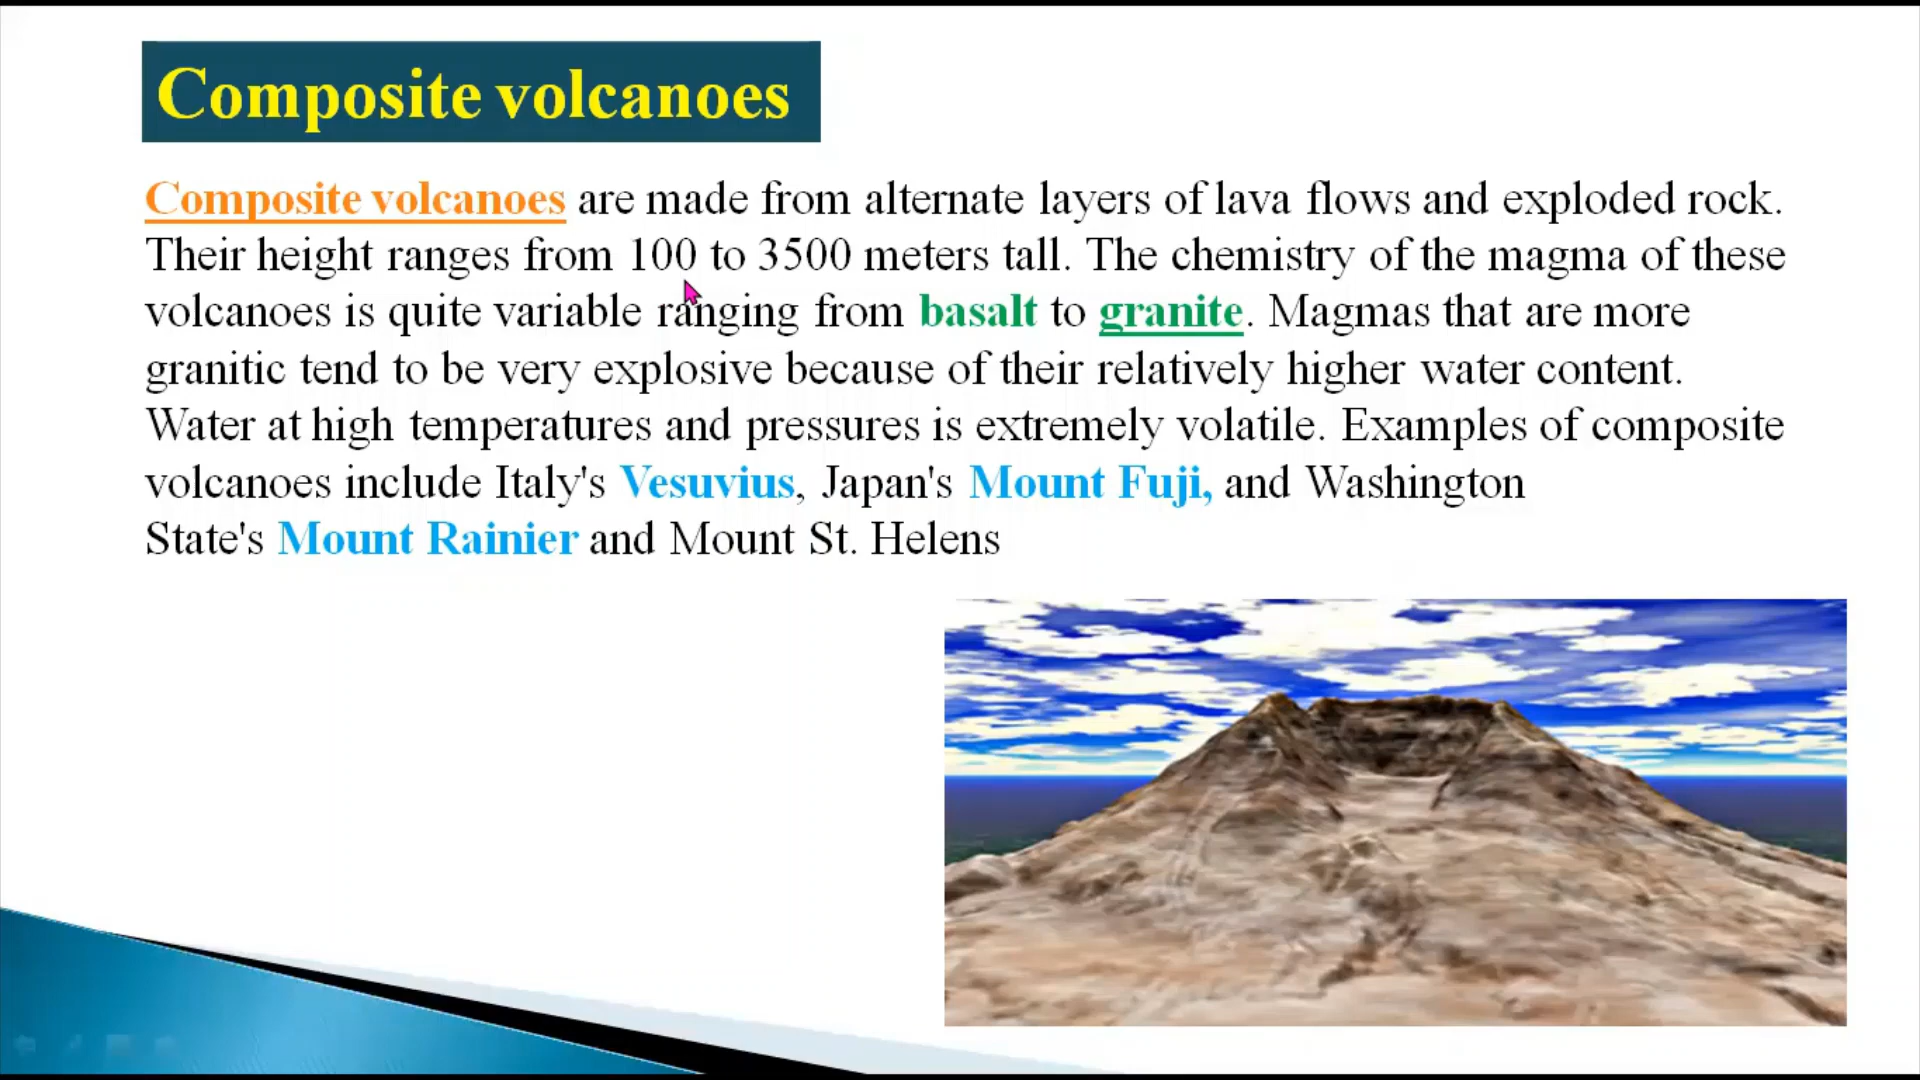 Composite volcanoes
Composite volcanoes are made from alternate layers of lava flows and exploded rock.
Their height ranges from 100 to 3500 meters tall. The chemistry of the magma of these
volcanoes is quite variable ranging from basalt to granite. Magmas that are more
granitic tend to be very explosive because of their relatively higher water content.
Water at high temperatures and pressures is extremely volatile. Examples of composite
volcanoes include Italy's Vesuvius, Japan's Mount Fuji, and Washington
State's Mount Rainier and Mount St. Helens